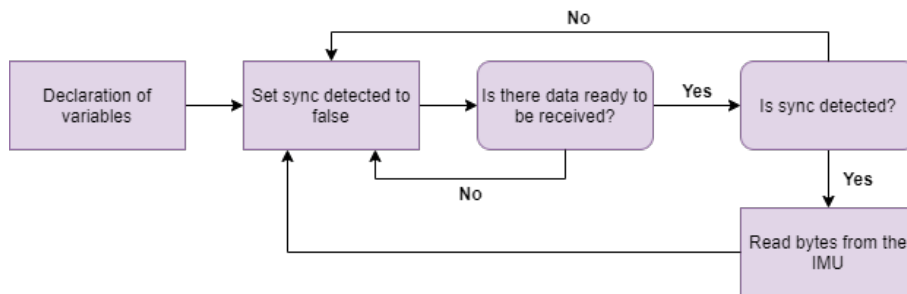 No
Declaration of
variables
Set sync detected to
false
Is there data ready to
be received?
Yes
Is sync detected?
No
Yes
Read bytes from the
IMU